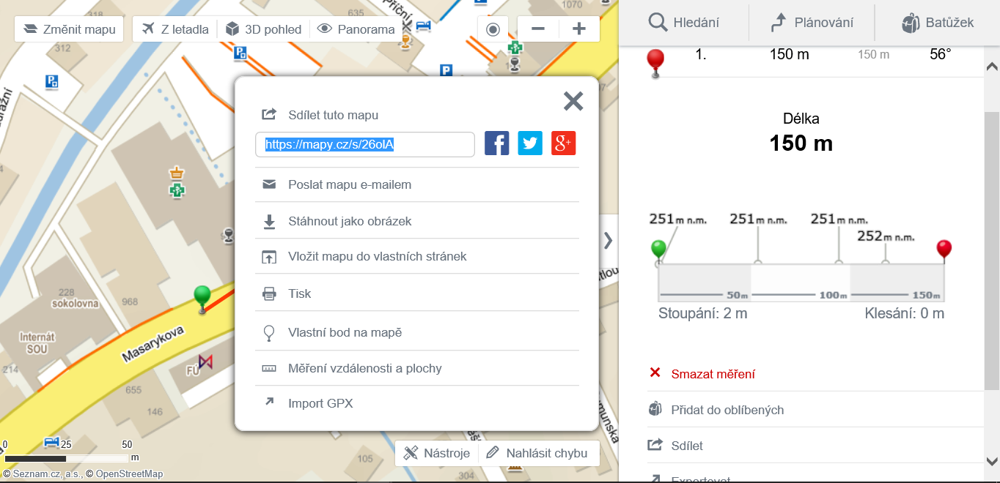 Změnit mapu
Z letadla
3D pohled
Panorama
Příční
635
1070
312
Sdílet tuto mapu
https://mapy.cz/s/26oIA
Poslat mapu e-mailem
Stáhnout jako obrázek
Vložit mapu do vlastních stránek
Tisk
Vlastní bod na mapě
Měření vzdálenosti a plochy
Import GPX
228
sokolovna
968
Internát
SOU
214
Masarykova
FÚ
655
146
105
304
0 25 50
m
© Seznam.cz, a.s., © OpenStreetMap
Nástroje
Nahlásit chybu
Hledání
Plánování
Batůžek
1. 150 m 150 m 56°
Délka
150 m
251m n.m. 251m n.m. 251m n.m.
252m n.m.
50m 100m 150m
Stoupání: 2 m Klesání: 0 m
Smazat měření
Přidat do oblíbených
Sdílet
Exportovat